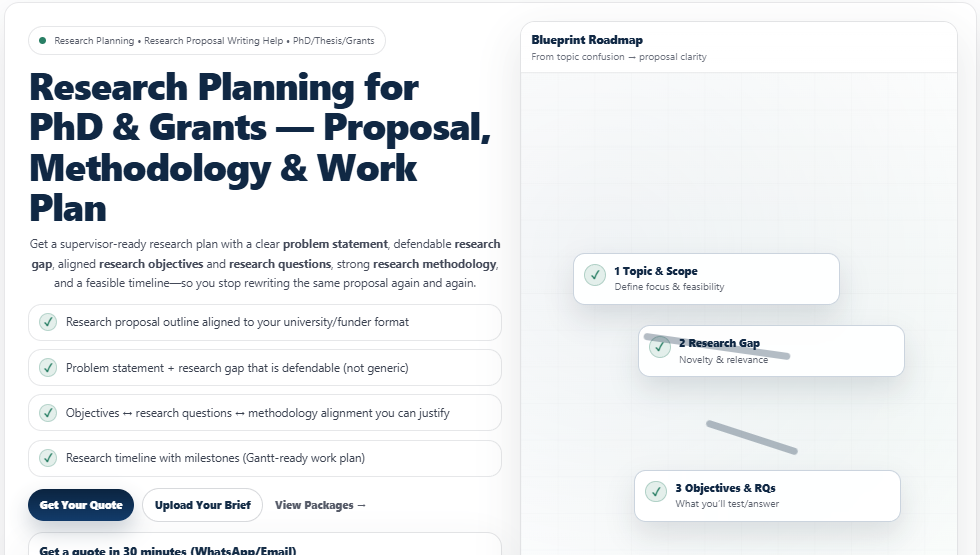 Research Planning • Research Proposal Writing Help • PhD/Thesis/Grants
Research Planning for
PhD & Grants — Proposal,
Methodology & Work
Plan
Get a supervisor-ready research plan with a clear problem statement, defendable research
gap, aligned research objectives and research questions, strong research methodology,
and a feasible timeline—so you stop rewriting the same proposal again and again.
✓ Research proposal outline aligned to your university/funder format
✓ Problem statement + research gap that is defendable (not generic)
✓ Objectives ↔ research questions ↔ methodology alignment you can justify
✓ Research timeline with milestones (Gantt-ready work plan)
Get Your Quote
Upload Your Brief
View Packages →
Get a quote in 30 minutes (WhatsApp/Email)
Blueprint Roadmap
From topic confusion → proposal clarity
✓ 1 Topic & Scope
Define focus & feasibility
✓ 2 Research Gap
Novelty & relevance
✓ 3 Objectives & RQs
What you'll test/answer